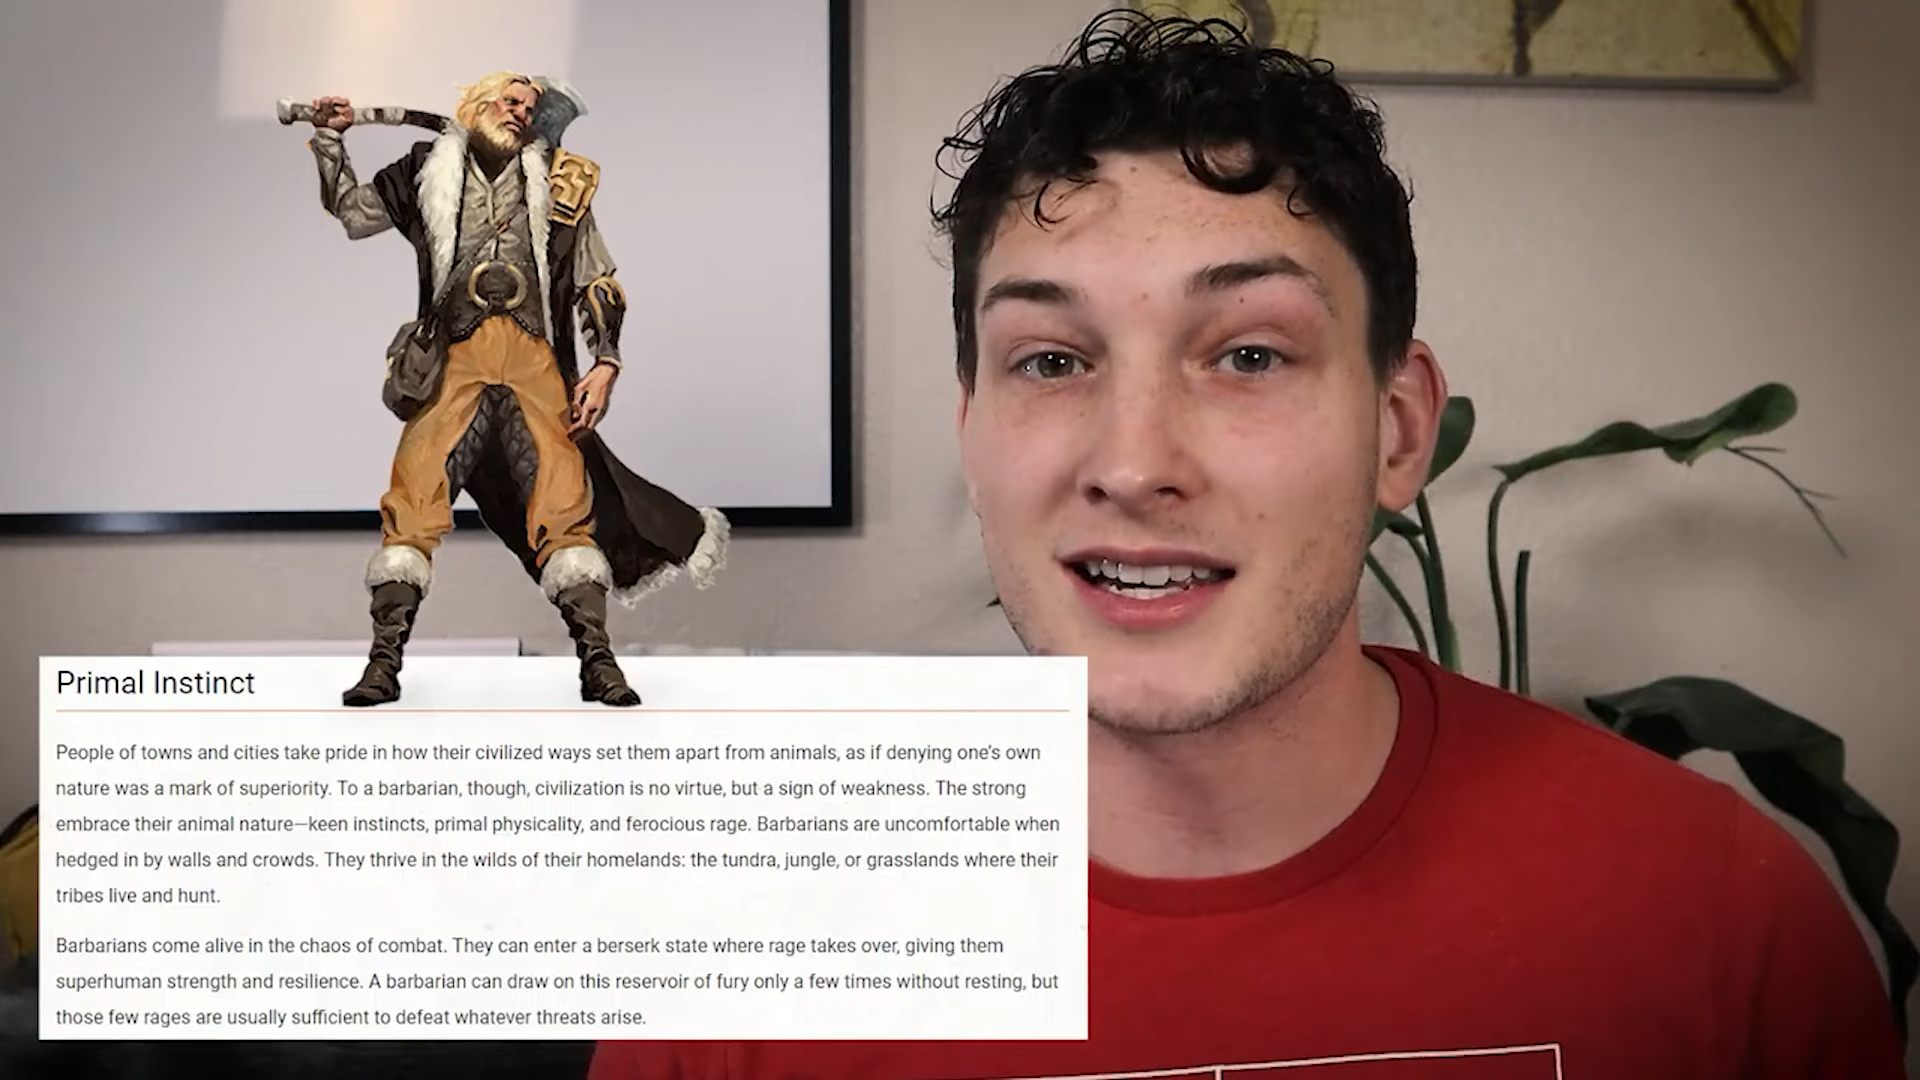 Primal Instinct
People of towns and cities take pride in how their civilized ways set them apart from animals, as if denying one's own
nature was a mark of superiority. To a barbarian, though, civilization is no virtue, but a sign of weakness. The strong
embrace their animal nature—keen instincts, primal physicality, and ferocious rage. Barbarians are uncomfortable when
hedged in by walls and crowds. They thrive in the wilds of their homelands: the tundra, jungle, or grasslands where their
tribes live and hunt.
Barbarians come alive in the chaos of combat. They can enter a berserk state where rage takes over, giving them
superhuman strength and resilience. A barbarian can draw on this reservoir of fury only a few times without resting, but
those few rages are usually sufficient to defeat whatever threats arise.